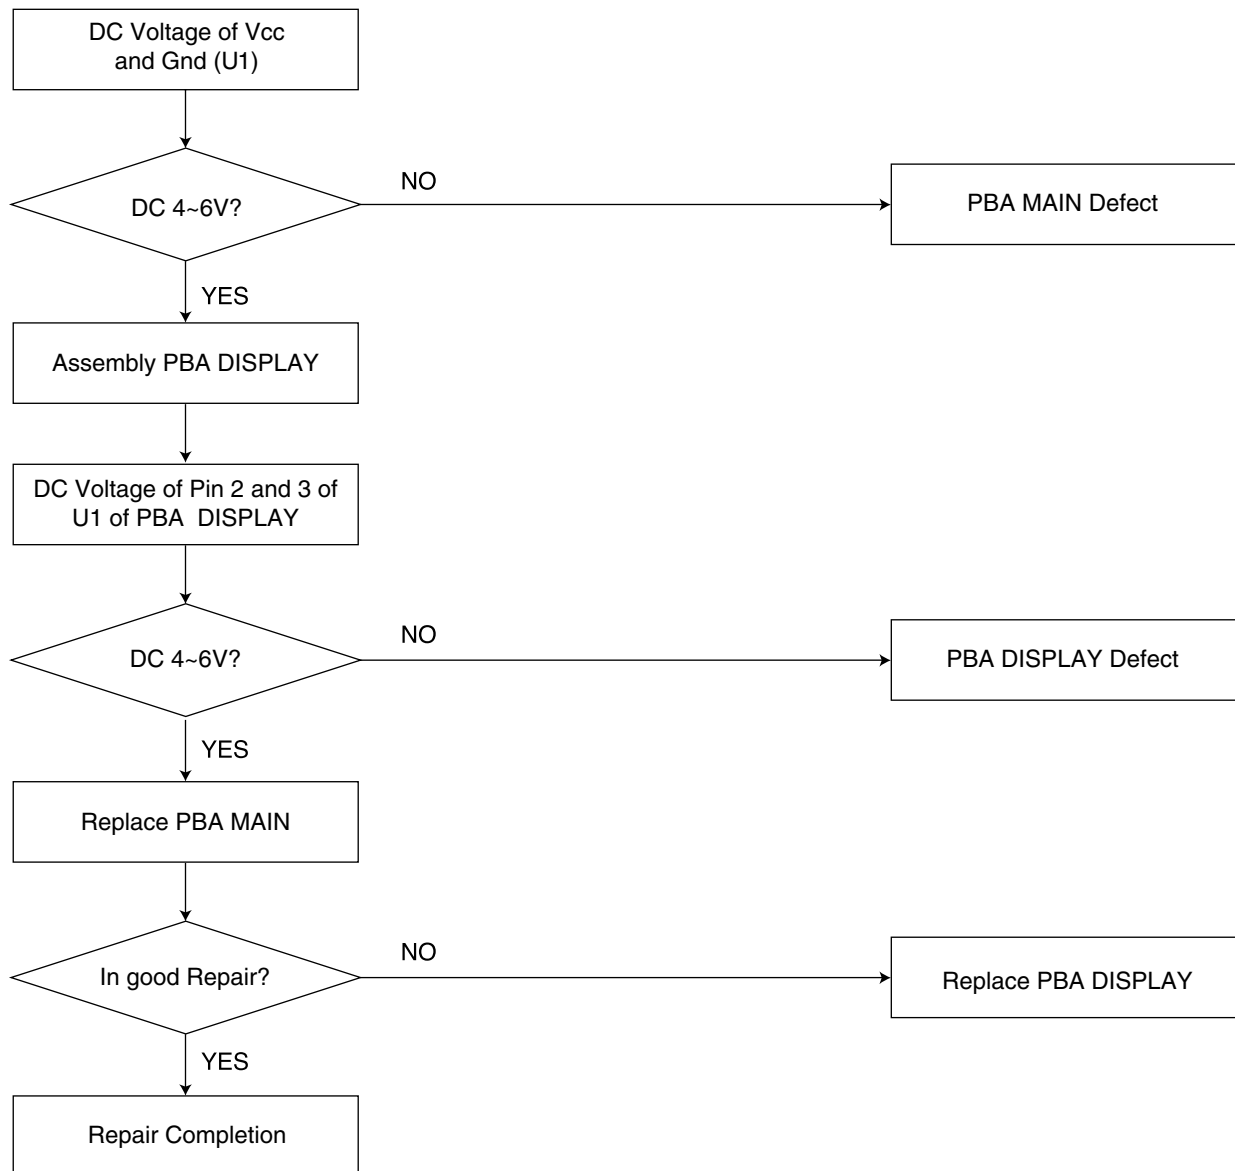 DC Voltage of Vcc
and Gnd (U1)
DC 4~6V?
NO
PBA MAIN Defect
YES
Assembly PBA DISPLAY
DC Voltage of Pin 2 and 3 of
U1 of PBA  DISPLAY
DC 4~6V?
NO
PBA DISPLAY Defect
YES
Replace PBA MAIN
In good Repair?
NO
Replace PBA DISPLAY
YES
Repair Completion